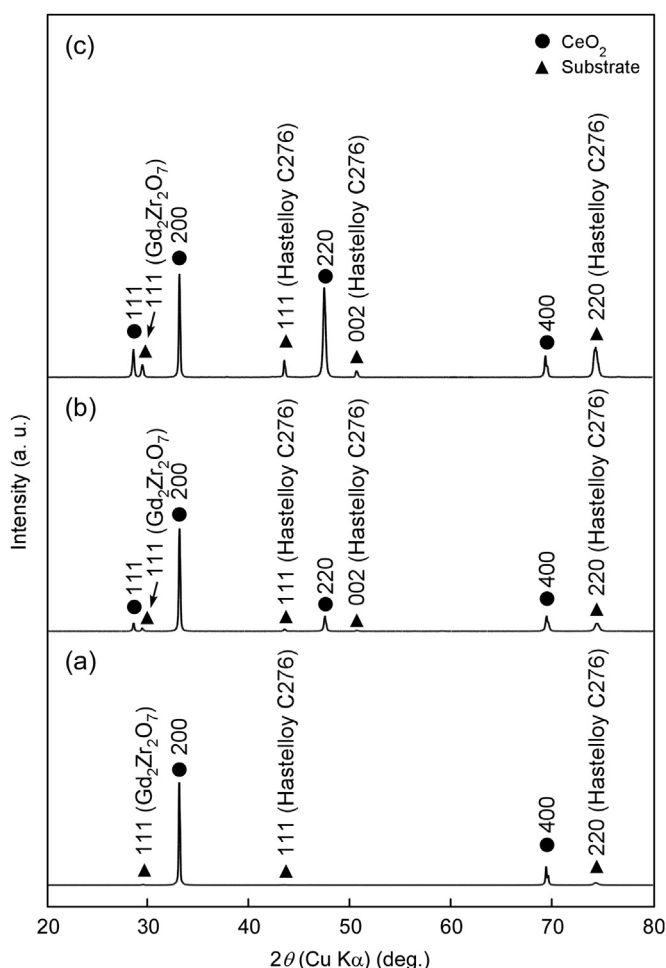 (c)
● CeO₂
▲ Substrate
111
111 (Gd₂Zr₂O₇)
200
111 (Hastelloy C276)
220
002 (Hastelloy C276)
400
220 (Hastelloy C276)
(b)
111
111 (Gd₂Zr₂O₇)
200
111 (Hastelloy C276)
220
002 (Hastelloy C276)
400
220 (Hastelloy C276)
(a)
111 (Gd₂Zr₂O₇)
200
111 (Hastelloy C276)
400
220 (Hastelloy C276)
Intensity (a. u.)
20 30 40 50 60 70 80
2θ (Cu Kα) (deg.)